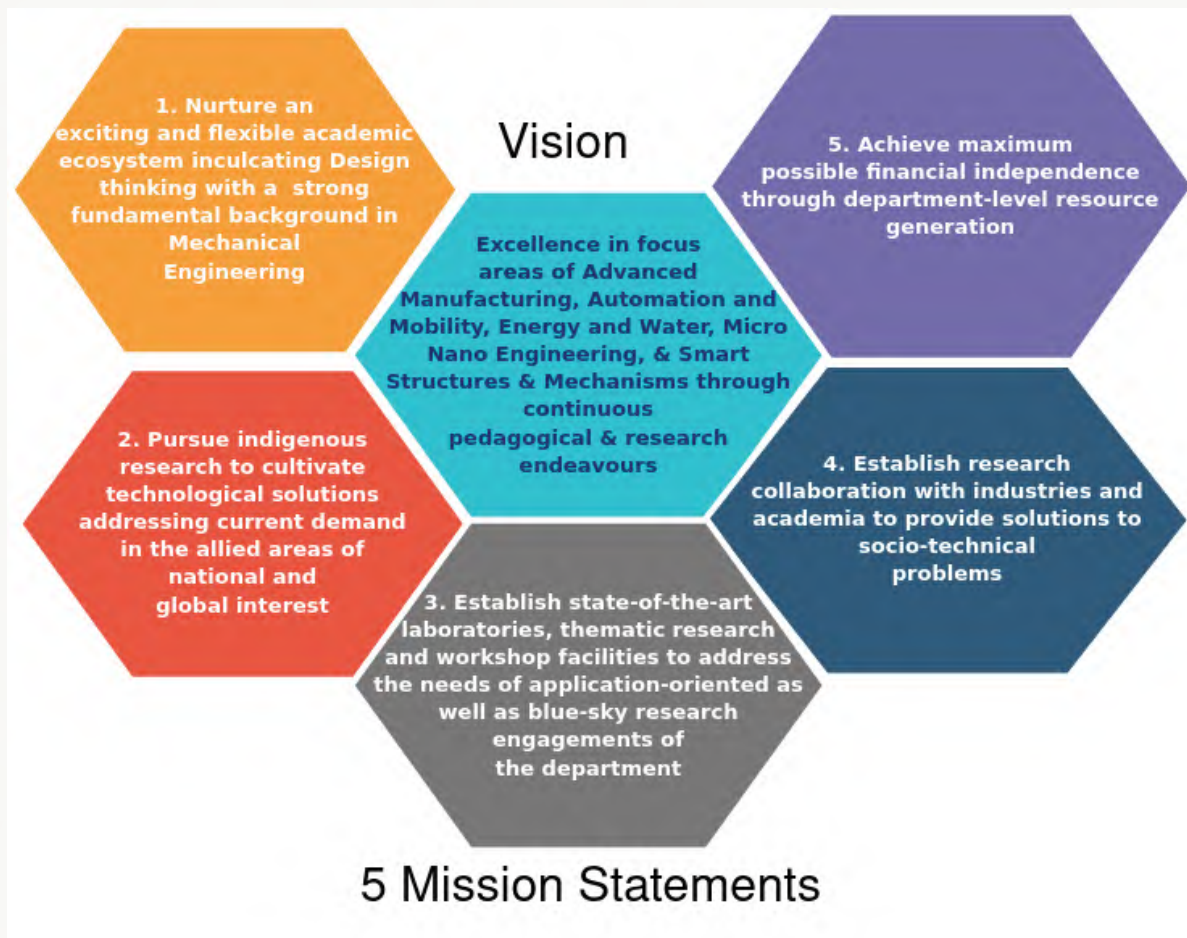 Vision
Excellence in focus
areas of Advanced
Manufacturing, Automation and
Mobility, Energy and Water, Micro
Nano Engineering, & Smart
Structures & Mechanisms through
continuous
pedagogical & research
endeavours
1. Nurture an
exciting and flexible academic
ecosystem inculcating Design
thinking with a  strong
fundamental background in
Mechanical
Engineering
2. Pursue indigenous
research to cultivate
technological solutions
addressing current demand
in the allied areas of
national and
global interest
3. Establish state-of-the-art
laboratories, thematic research
and workshop facilities to address
the needs of application-oriented as
well as blue-sky research
engagements of
the department
4. Establish research
collaboration with industries and
academia to provide solutions to
socio-technical
problems
5. Achieve maximum
possible financial independence
through department-level resource
generation
5 Mission Statements